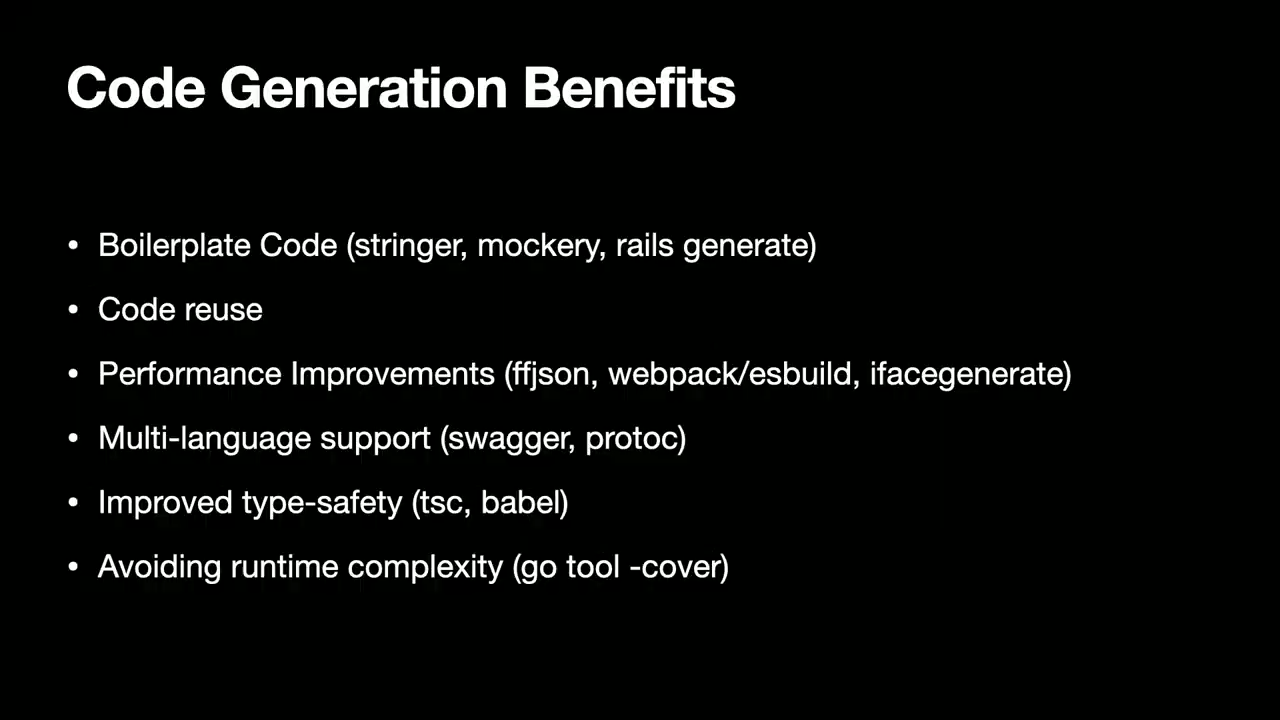 Code Generation Benefits
• Boilerplate Code (stringer, mockery, rails generate)
• Code reuse
• Performance Improvements (ffjson, webpack/esbuild, ifacegenerate)
• Multi-language support (swagger, protoc)
• Improved type-safety (tsc, babel)
• Avoiding runtime complexity (go tool -cover)